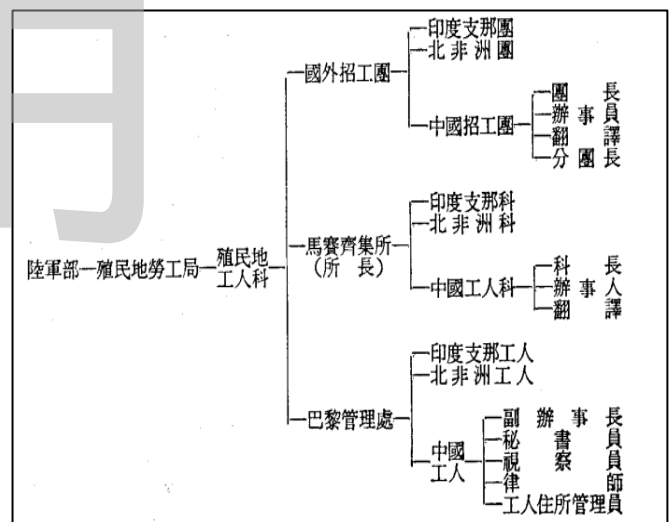 印度支那團
北非洲團
國外招工團
中國招工團
團長
辦事員
翻譯
分團長
印度支那科
北非洲科
馬賽齊集所
（所長）
陸軍部
殖民地勞工局
殖民地
工人科
中國工人科
科長
辦事人
翻譯
印度支那工人
北非洲工人
巴黎管理處
中國
工人
副辦事長
秘書員
視察員
律師
工人住所管理員